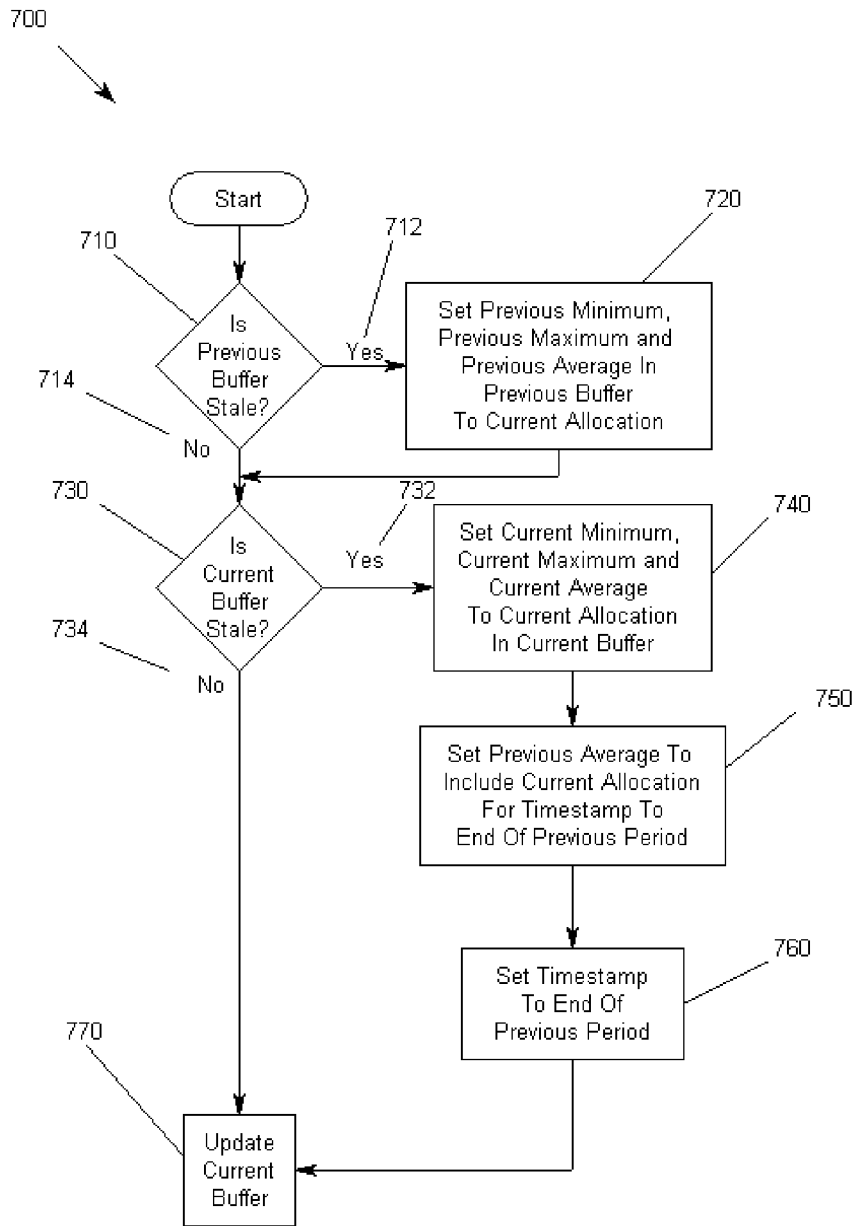 700
Start
710
712
720
Is
Previous
Buffer
Stale?
Yes
Set Previous Minimum,
Previous Maximum and
Previous Average In
Previous Buffer
To Current Allocation
714
No
730
732
740
Is
Current
Buffer
Stale?
Yes
Set Current Minimum,
Current Maximum and
Current Average
To Current Allocation
In Current Buffer
734
No
750
Set Previous Average To
Include Current Allocation
For Timestamp To
End Of Previous Period
760
Set Timestamp
To End Of
Previous Period
770
Update
Current
Buffer